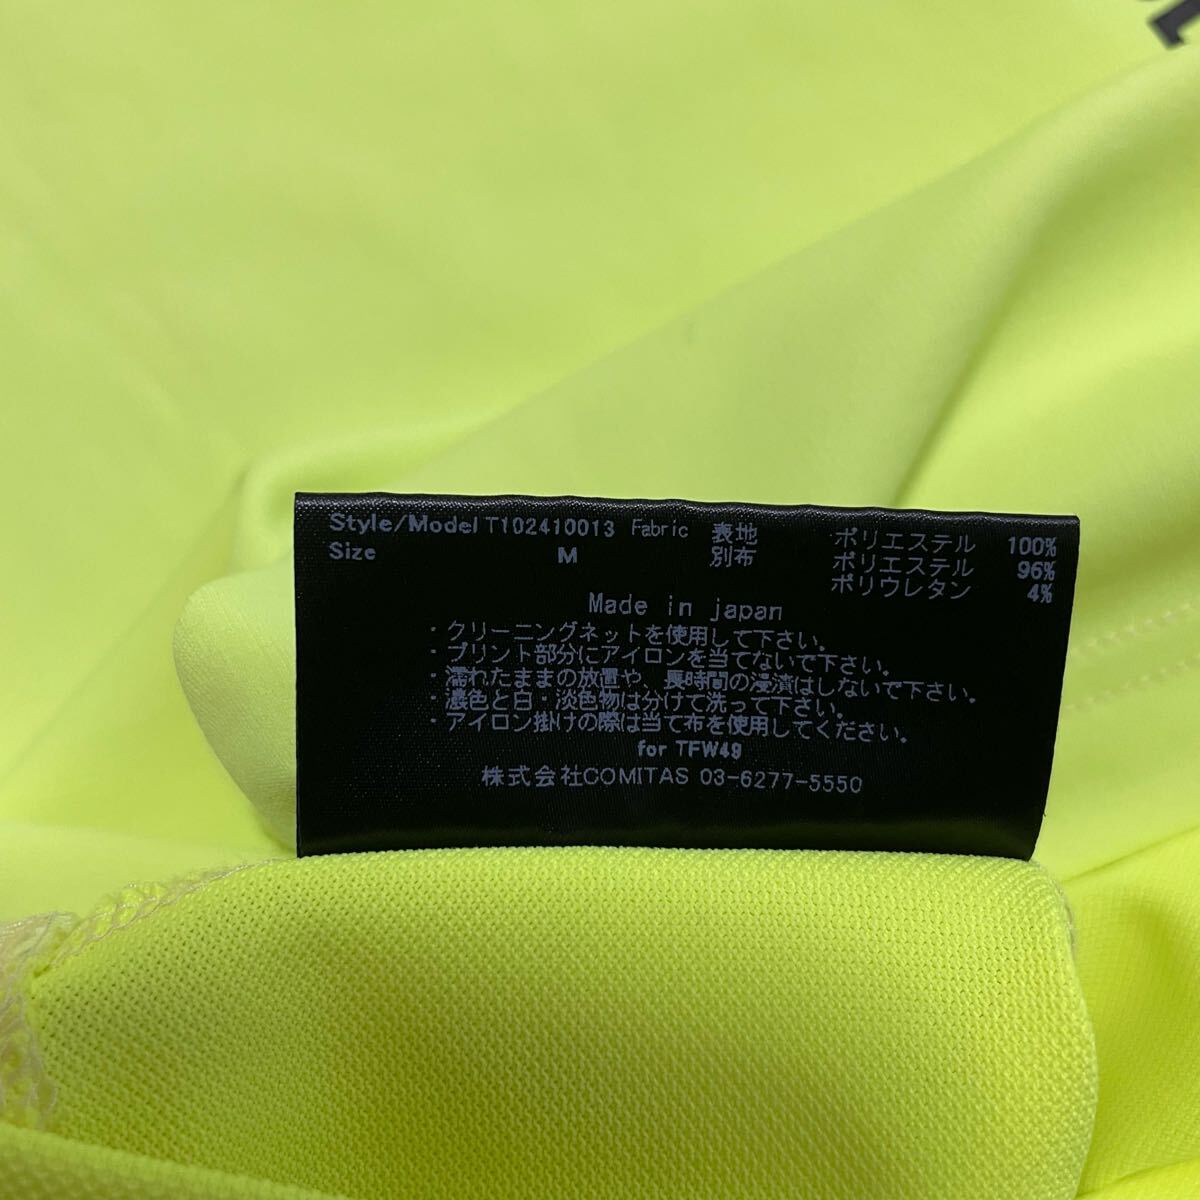 Style/Model T102410013 Fabric 表地 ポリエステル 100%
Size M 別布 ポリエステル 96%
ポリウレタン 4%
Made in japan
・クリーニングネットを使用して下さい。
・プリント部分にアイロンを当てないで下さい。
・濡れたままの放置や、長時間の浸漬はしないで下さい。
・濃色と白・淡色物は分けて洗って下さい。
・アイロン掛けの際は当て布を使用してください。
for TFW49
株式会社COMITAS 03-6277-5550